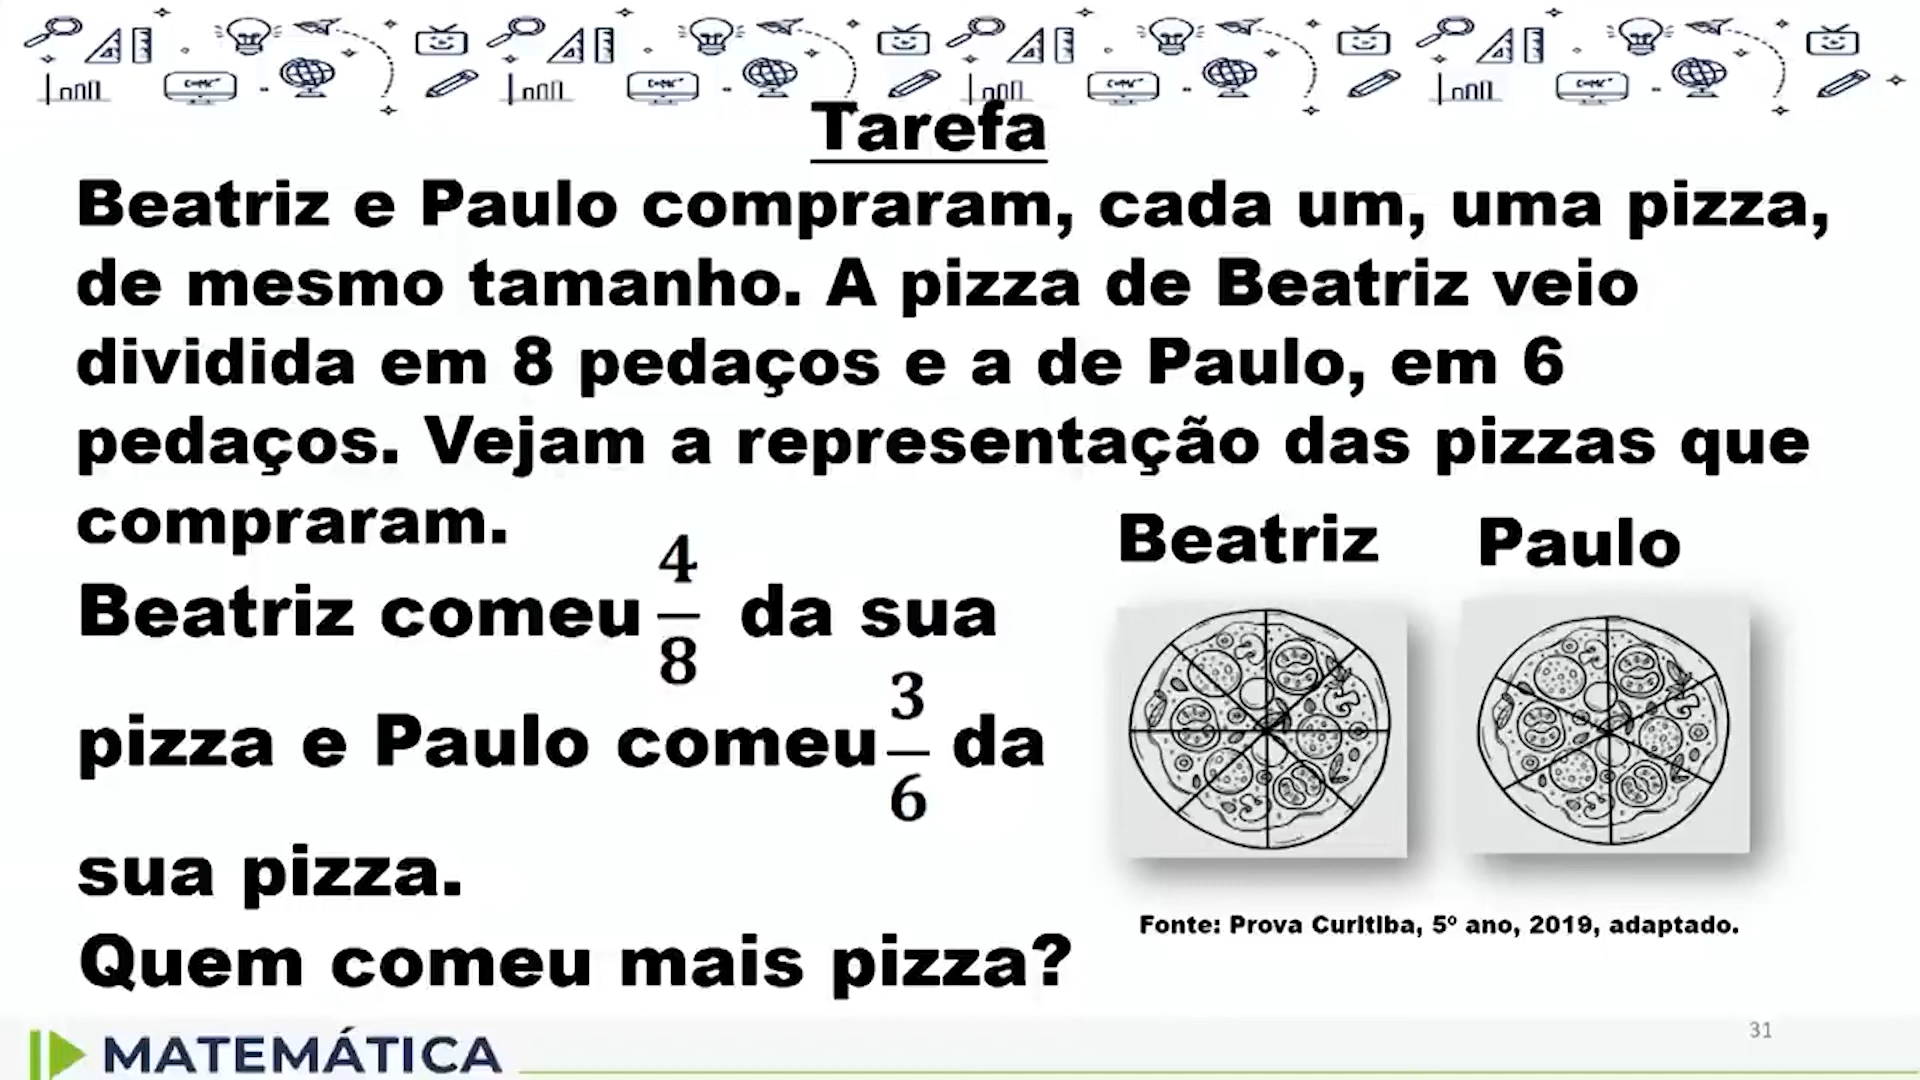 Tarefa
Beatriz e Paulo compraram, cada um, uma pizza,
de mesmo tamanho. A pizza de Beatriz veio
dividida em 8 pedaços e a de Paulo, em 6
pedaços. Vejam a representação das pizzas que
compraram.
Beatriz comeu 4/8 da sua
pizza e Paulo comeu 3/6 da
sua pizza.
Quem comeu mais pizza?
Beatriz Paulo
Fonte: Prova Curitiba, 5º ano, 2019, adaptado.
MATEMÁTICA
31